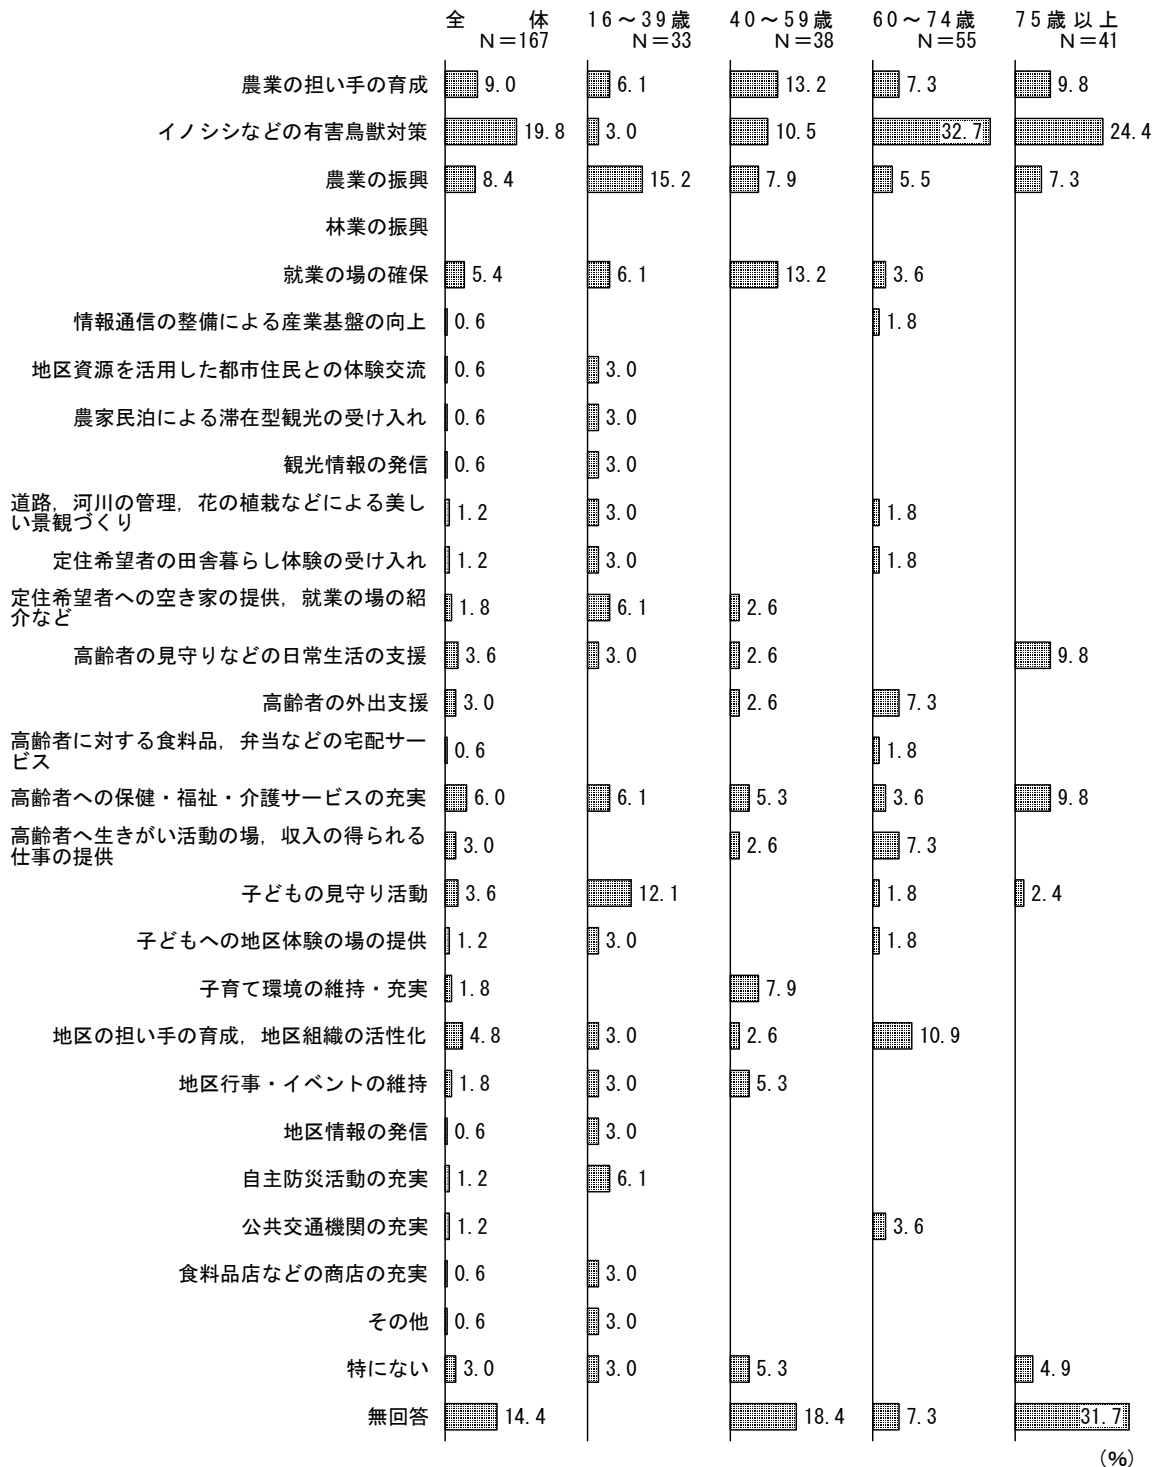 全　体　16～39歳　40～59歳　60～74歳　75歳以上
N＝167　N＝33　N＝38　N＝55　N＝41
農業の担い手の育成　9.0　6.1　13.2　7.3　9.8
イノシシなどの有害鳥獣対策　19.8　3.0　10.5　32.7　24.4
農業の振興　8.4　15.2　7.9　5.5　7.3
林業の振興
就業の場の確保　5.4　6.1　13.2　3.6
情報通信の整備による産業基盤の向上　0.6　1.8
地区資源を活用した都市住民との体験交流　0.6　3.0
農家民泊による滞在型観光の受け入れ　0.6　3.0
観光情報の発信　0.6　3.0
道路，河川の管理，花の植栽などによる美し
い景観づくり　1.2　3.0　1.8
定住希望者の田舎暮らし体験の受け入れ　1.2　3.0　1.8
定住希望者への空き家の提供，就業の場の紹
介など　1.8　6.1　2.6
高齢者の見守りなどの日常生活の支援　3.6　3.0　2.6　9.8
高齢者の外出支援　3.0　2.6　7.3
高齢者に対する食料品，弁当などの宅配サー
ビス　0.6　1.8
高齢者への保健・福祉・介護サービスの充実　6.0　6.1　5.3　3.6　9.8
高齢者へ生きがい活動の場，収入の得られる
仕事の提供　3.0　2.6　7.3
子どもの見守り活動　3.6　12.1　1.8　2.4
子どもへの地区体験の場の提供　1.2　3.0　1.8
子育て環境の維持・充実　1.8　7.9
地区の担い手の育成，地区組織の活性化　4.8　3.0　2.6　10.9
地区行事・イベントの維持　1.8　3.0　5.3
地区情報の発信　0.6　3.0
自主防災活動の充実　1.2　6.1
公共交通機関の充実　1.2　3.6
食料品店などの商店の充実　0.6　3.0
その他　0.6　3.0
特にない　3.0　3.0　5.3　4.9
無回答　14.4　18.4　7.3　31.7
（%）